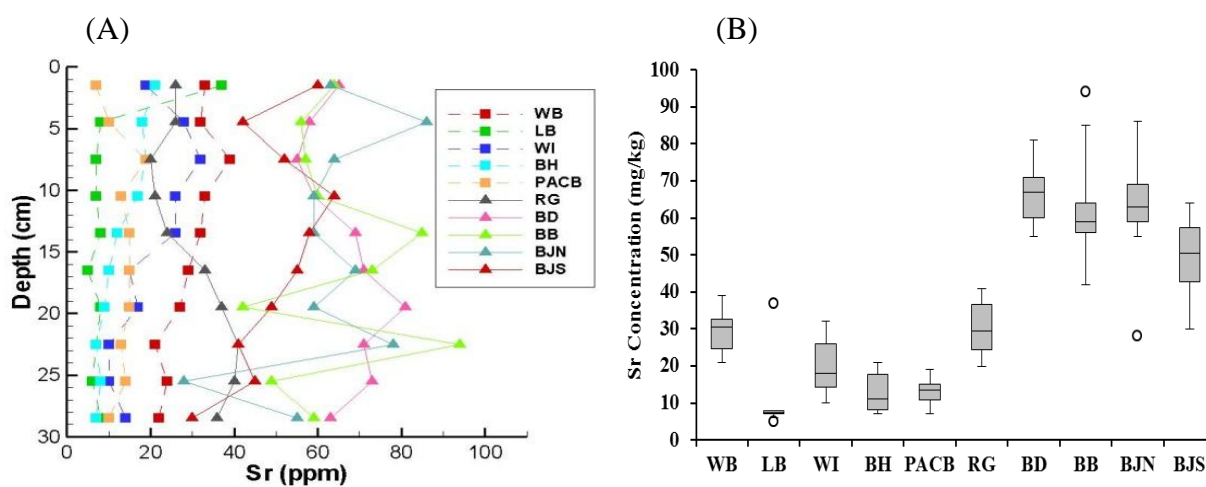 (A)
0
5
10
15
20
25
30
Depth (cm)
0
20
40
60
80
100
Sr (ppm)
WB
LB
WI
BH
PACB
RG
BD
BB
BJN
BJS
(B)
100
90
80
70
60
50
40
30
20
10
0
Sr Concentration (mg/kg)
WB LB WI BH PACB RG BD BB BJN BJS